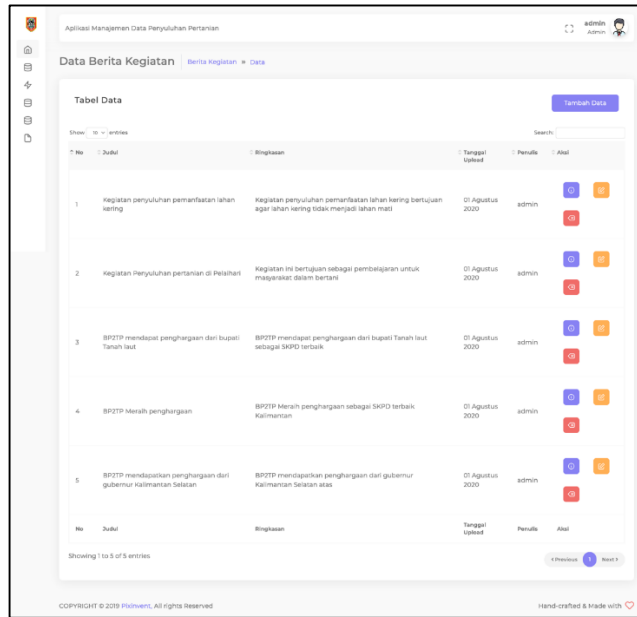 Aplikasi Manajemen Data Penyuluhan Pertanian
admin
Admin
Data Berita Kegiatan Berita Kegiatan » Data
Tabel Data
Tambah Data
Show 10 entries
Search:
No Judul Ringkasan Tanggal Upload Penulis Aksi
1 Kegiatan penyuluhan pemanfaatan lahan kering Kegiatan penyuluhan pemanfaatan lahan kering bertujuan agar lahan kering tidak menjadi lahan mati 01 Agustus 2020 admin
2 Kegiatan Penyuluhan pertanian di Pelaihari Kegiatan ini bertujuan sebagai pembelajaran untuk masyarakat dalam bertani 01 Agustus 2020 admin
3 BP2TP mendapat penghargaan dari bupati Tanah laut BP2TP mendapat penghargaan dari bupati Tanah laut sebagai SKPD terbaik 01 Agustus 2020 admin
4 BP2TP Meraih penghargaan BP2TP Meraih penghargaan sebagai SKPD terbaik Kalimantan 01 Agustus 2020 admin
5 BP2TP mendapatkan penghargaan dari gubernur Kalimantan Selatan BP2TP mendapatkan penghargaan dari gubernur Kalimantan Selatan atas 01 Agustus 2020 admin
No Judul Ringkasan Tanggal Upload Penulis Aksi
Showing 1 to 5 of 5 entries
Previous 1 Next
COPYRIGHT © 2019 Pixinvent, All rights Reserved
Hand-crafted & Made with